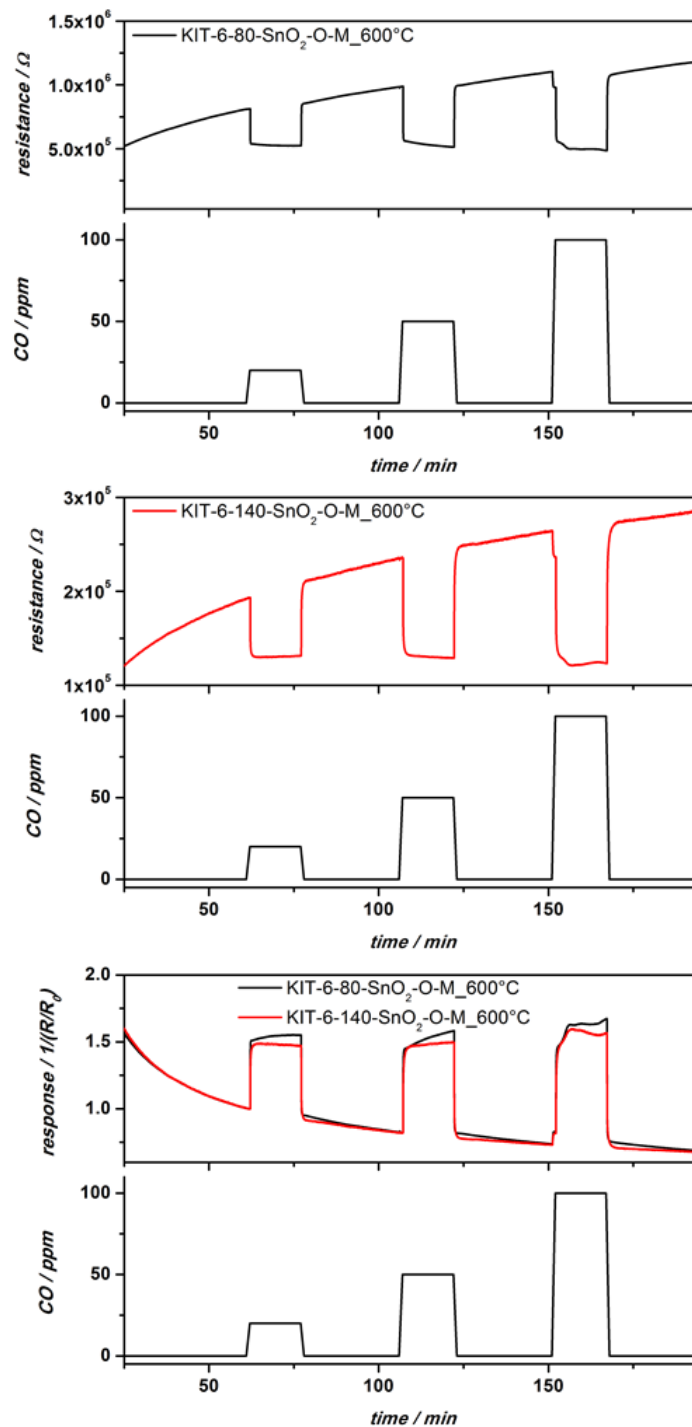 1.5x10⁶
KIT-6-80-SnO₂-O-M_600°C
1.0x10⁶
5.0x10⁵
resistance / Ω
100
50
0
CO / ppm
50 100 150
time / min
3x10⁵
KIT-6-140-SnO₂-O-M_600°C
2x10⁵
1x10⁵
resistance / Ω
100
50
0
CO / ppm
50 100 150
time / min
2.0
KIT-6-80-SnO₂-O-M_600°C
KIT-6-140-SnO₂-O-M_600°C
1.5
1.0
response / 1/(R/R₀)
100
50
0
CO / ppm
50 100 150
time / min